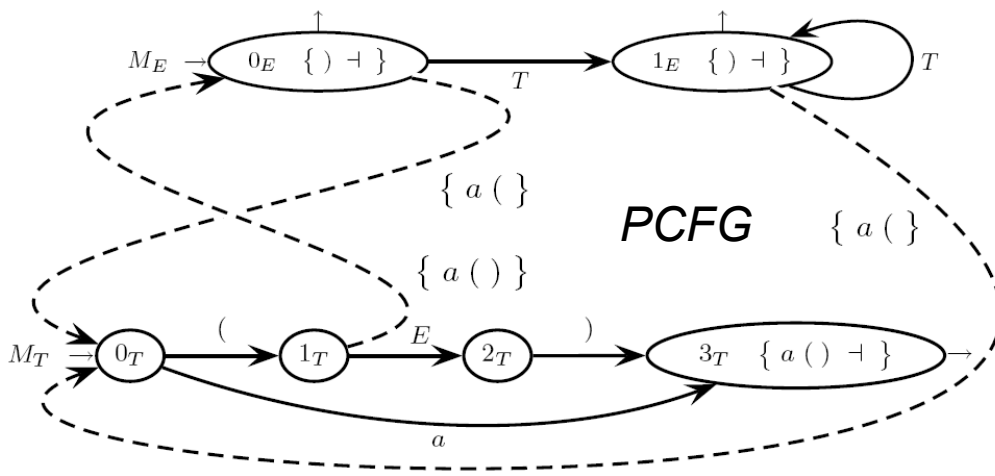 M_E → 0_E { ) ⊣ } T 1_E { ) ⊣ } T
{ a ( }
PCFG { a ( }
{ a ( ) }
M_T → 0_T ( 1_T E 2_T ) 3_T { a ( ) ⊣ } →
a